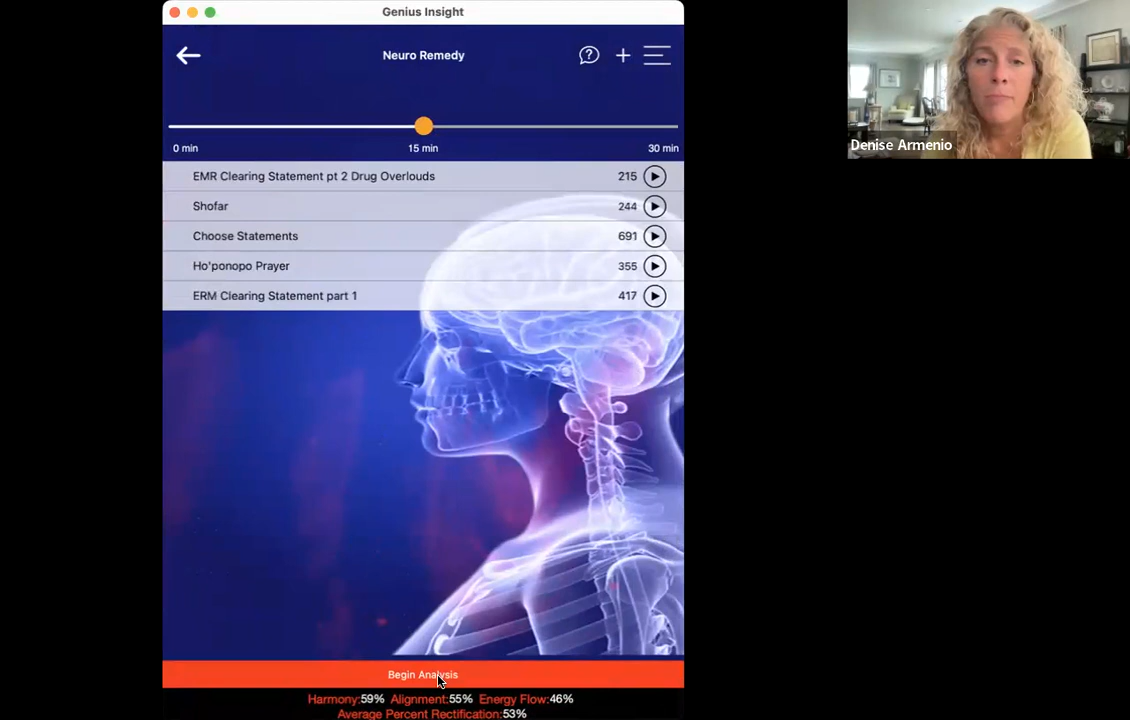 Genius Insight
Neuro Remedy
0 min 15 min 30 min
EMR Clearing Statement pt 2 Drug Overlouds 215
Shofar 244
Choose Statements 691
Ho'ponopo Prayer 355
ERM Clearing Statement part 1 417
Begin Analysis
Harmony:59% Alignment:55% Energy Flow:46%
Average Percent Rectification:53%
Denise Armenio